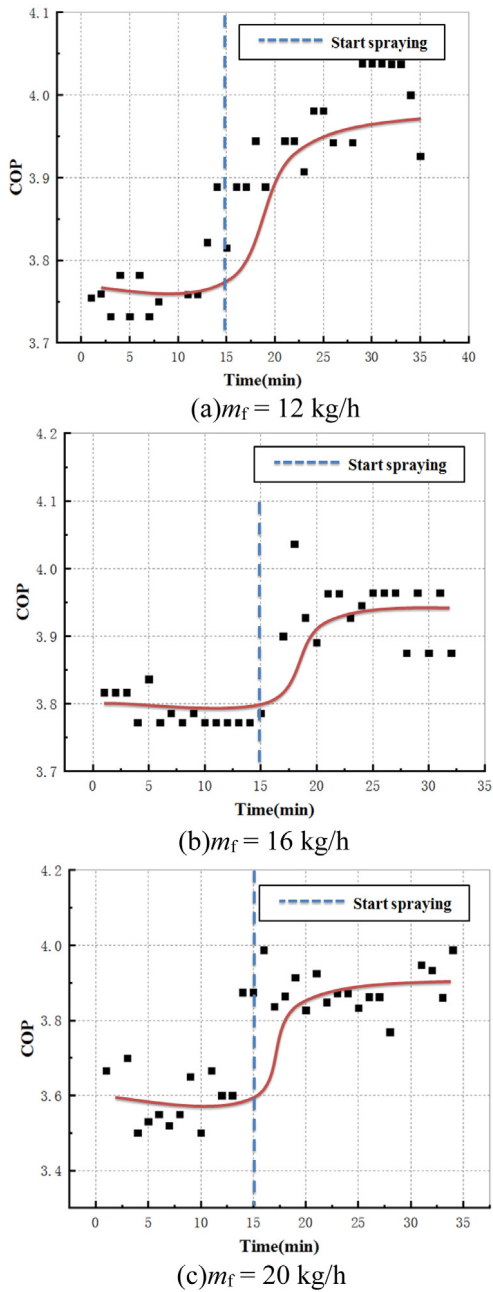 4.1
Start spraying
4.0
COP
3.9
3.8
3.7
0 5 10 15 20 25 30 35 40
Time(min)
(a)mf = 12 kg/h
4.2
Start spraying
4.1
4.0
COP
3.9
3.8
3.7
0 5 10 15 20 25 30 35
Time(min)
(b)mf = 16 kg/h
4.2
Start spraying
4.0
3.8
COP
3.6
3.4
0 5 10 15 20 25 30 35
Time(min)
(c)mf = 20 kg/h